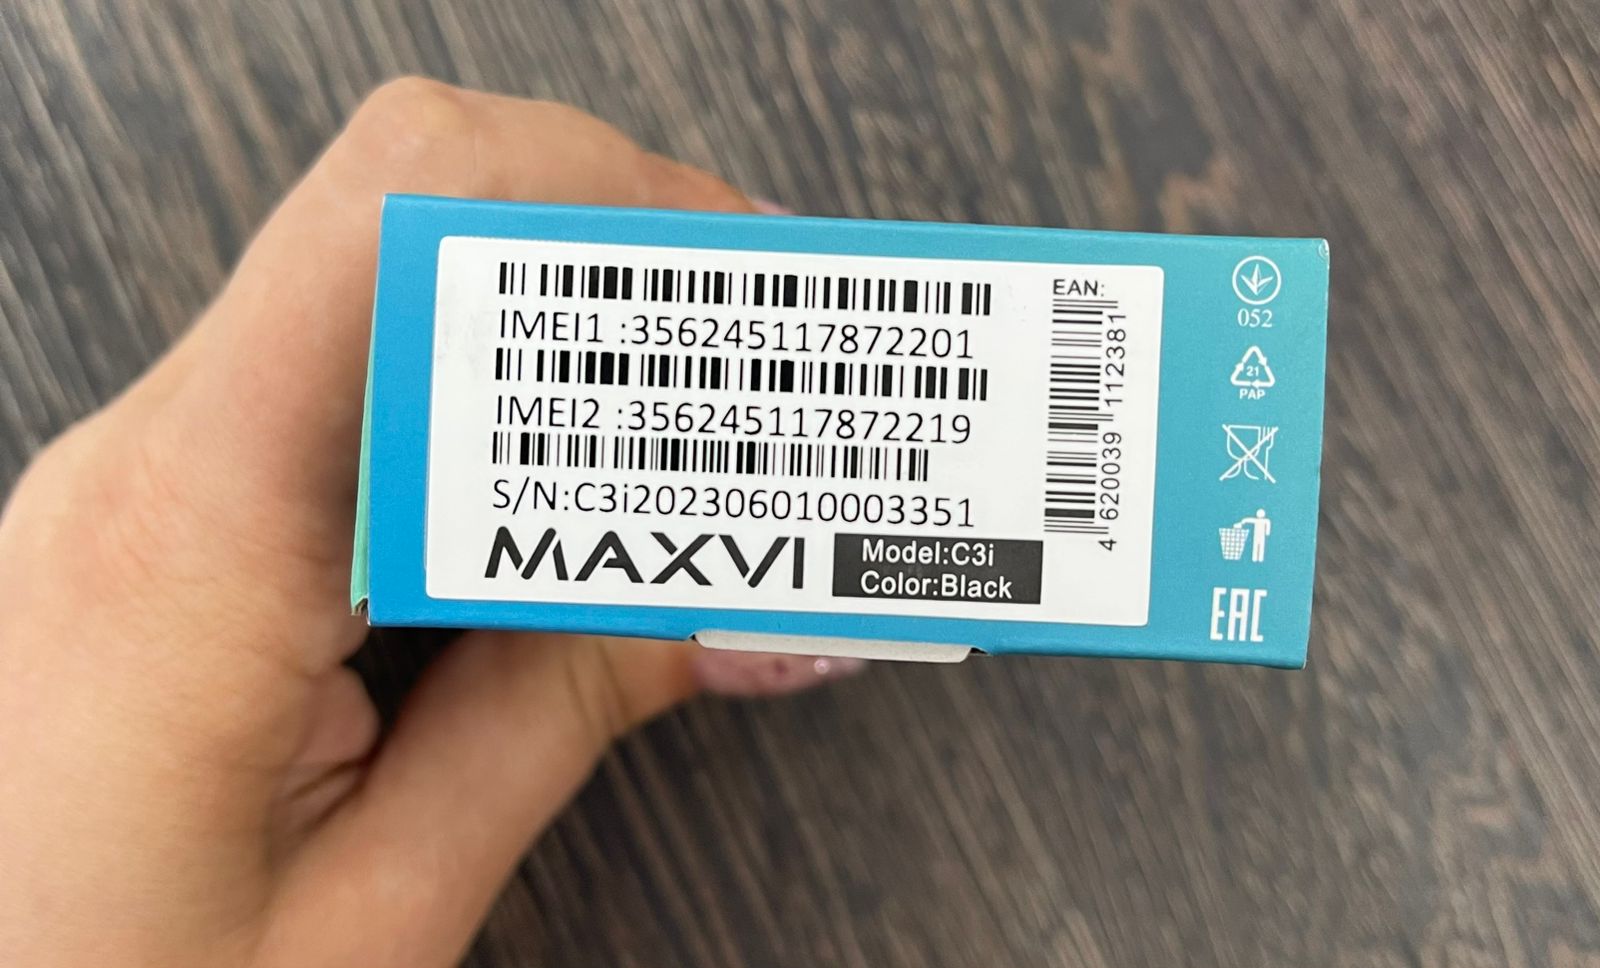 IMEI1 :356245117872201
IMEI2 :356245117872219
S/N:C3i202306010003351
MAXVI
Model:C3i
Color:Black
EAN:
4 620039 112381
052
21
PAP
EAC